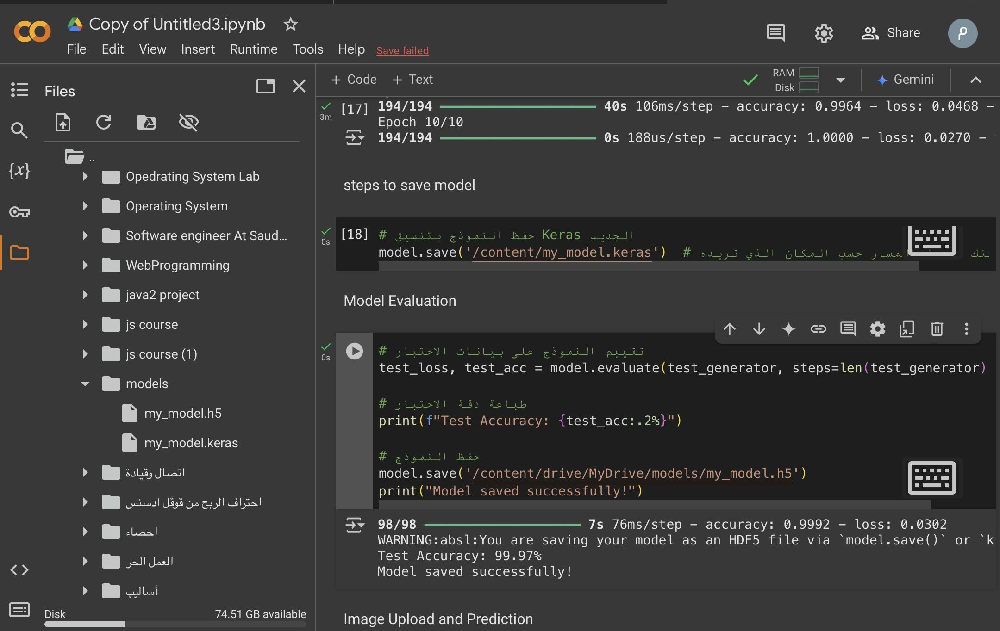 Copy of Untitled3.ipynb
File Edit View Insert Runtime Tools Help Save failed
Share
Files
..
Opedrating System Lab
Operating System
Software engineer At Saud...
WebProgramming
java2 project
js course
js course (1)
models
my_model.h5
my_model.keras
اتصال وقيادة
احتراف الربح من قوقل ادسنس
احصاء
العمل الحر
أساليب
Disk 74.51 GB available
+ Code + Text
RAM
Disk
Gemini
3m
[17] 194/194 40s 106ms/step - accuracy: 0.9964 - loss: 0.0468 -
Epoch 10/10
194/194 0s 188us/step - accuracy: 1.0000 - loss: 0.0270 -
steps to save model
0s
[18] # حفظ النموذج بتنسيق Keras الجديد
model.save('/content/my_model.keras') # المسار حسب المكان الذي تريده
Model Evaluation
0s
# تقييم النموذج على بيانات الاختبار
test_loss, test_acc = model.evaluate(test_generator, steps=len(test_generator)
# طباعة دقة الاختبار
print(f"Test Accuracy: {test_acc:.2%}")
# حفظ النموذج
model.save('/content/drive/MyDrive/models/my_model.h5')
print("Model saved successfully!")
98/98 7s 76ms/step - accuracy: 0.9992 - loss: 0.0302
WARNING:absl:You are saving your model as an HDF5 file via `model.save()` or `k
Test Accuracy: 99.97%
Model saved successfully!
Image Upload and Prediction